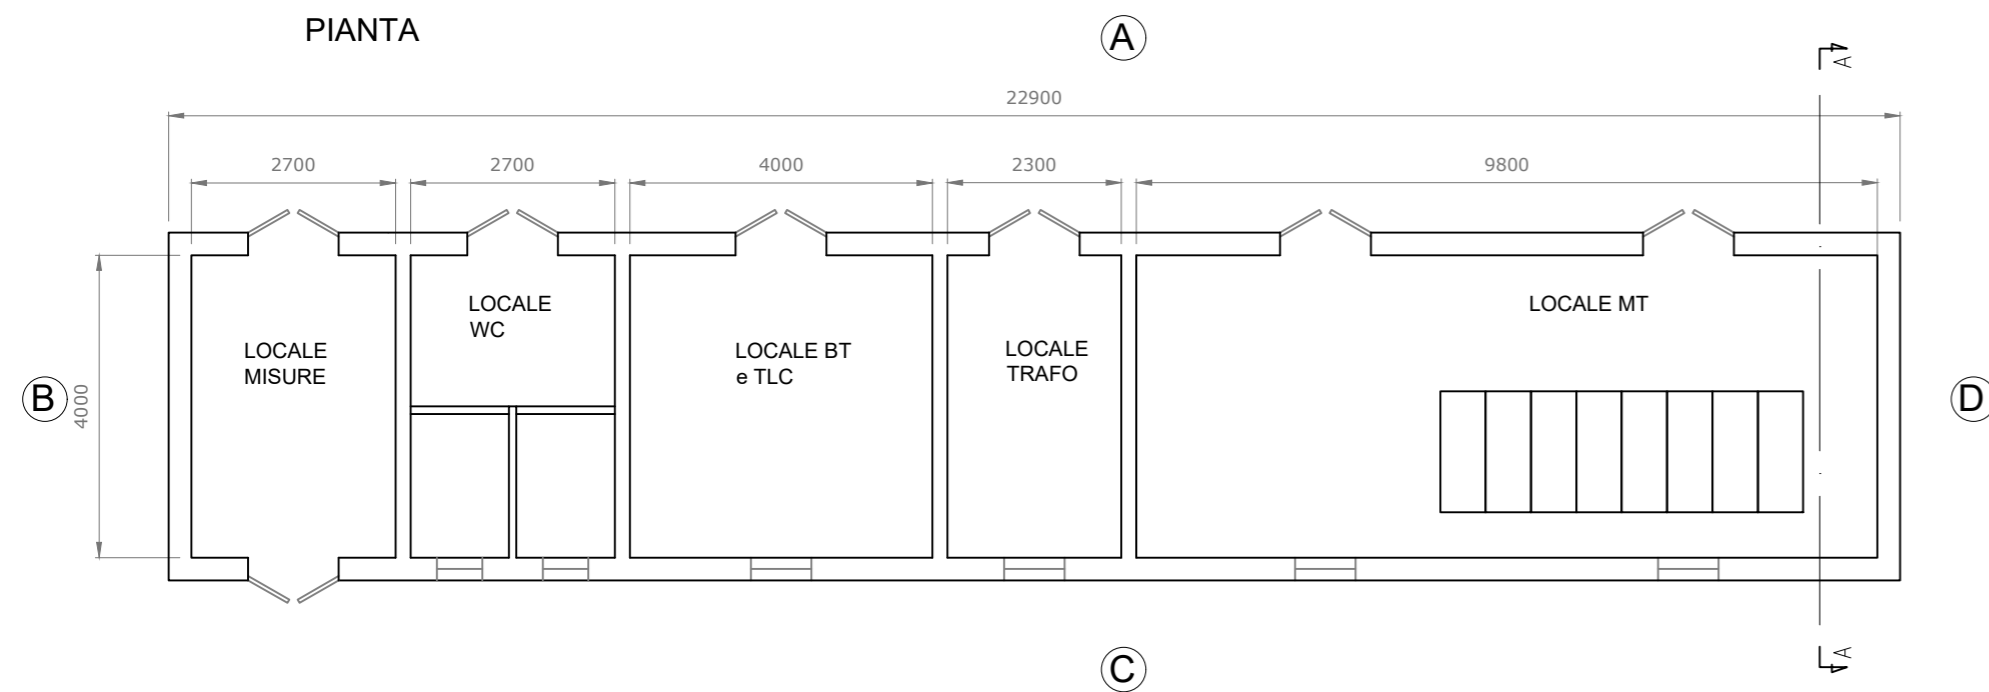 PIANTA
A
A
22900
2700
2700
4000
2300
9800
LOCALE
WC
LOCALE MT
LOCALE
MISURE
LOCALE BT
e TLC
LOCALE
TRAFO
B
4000
D
A
C